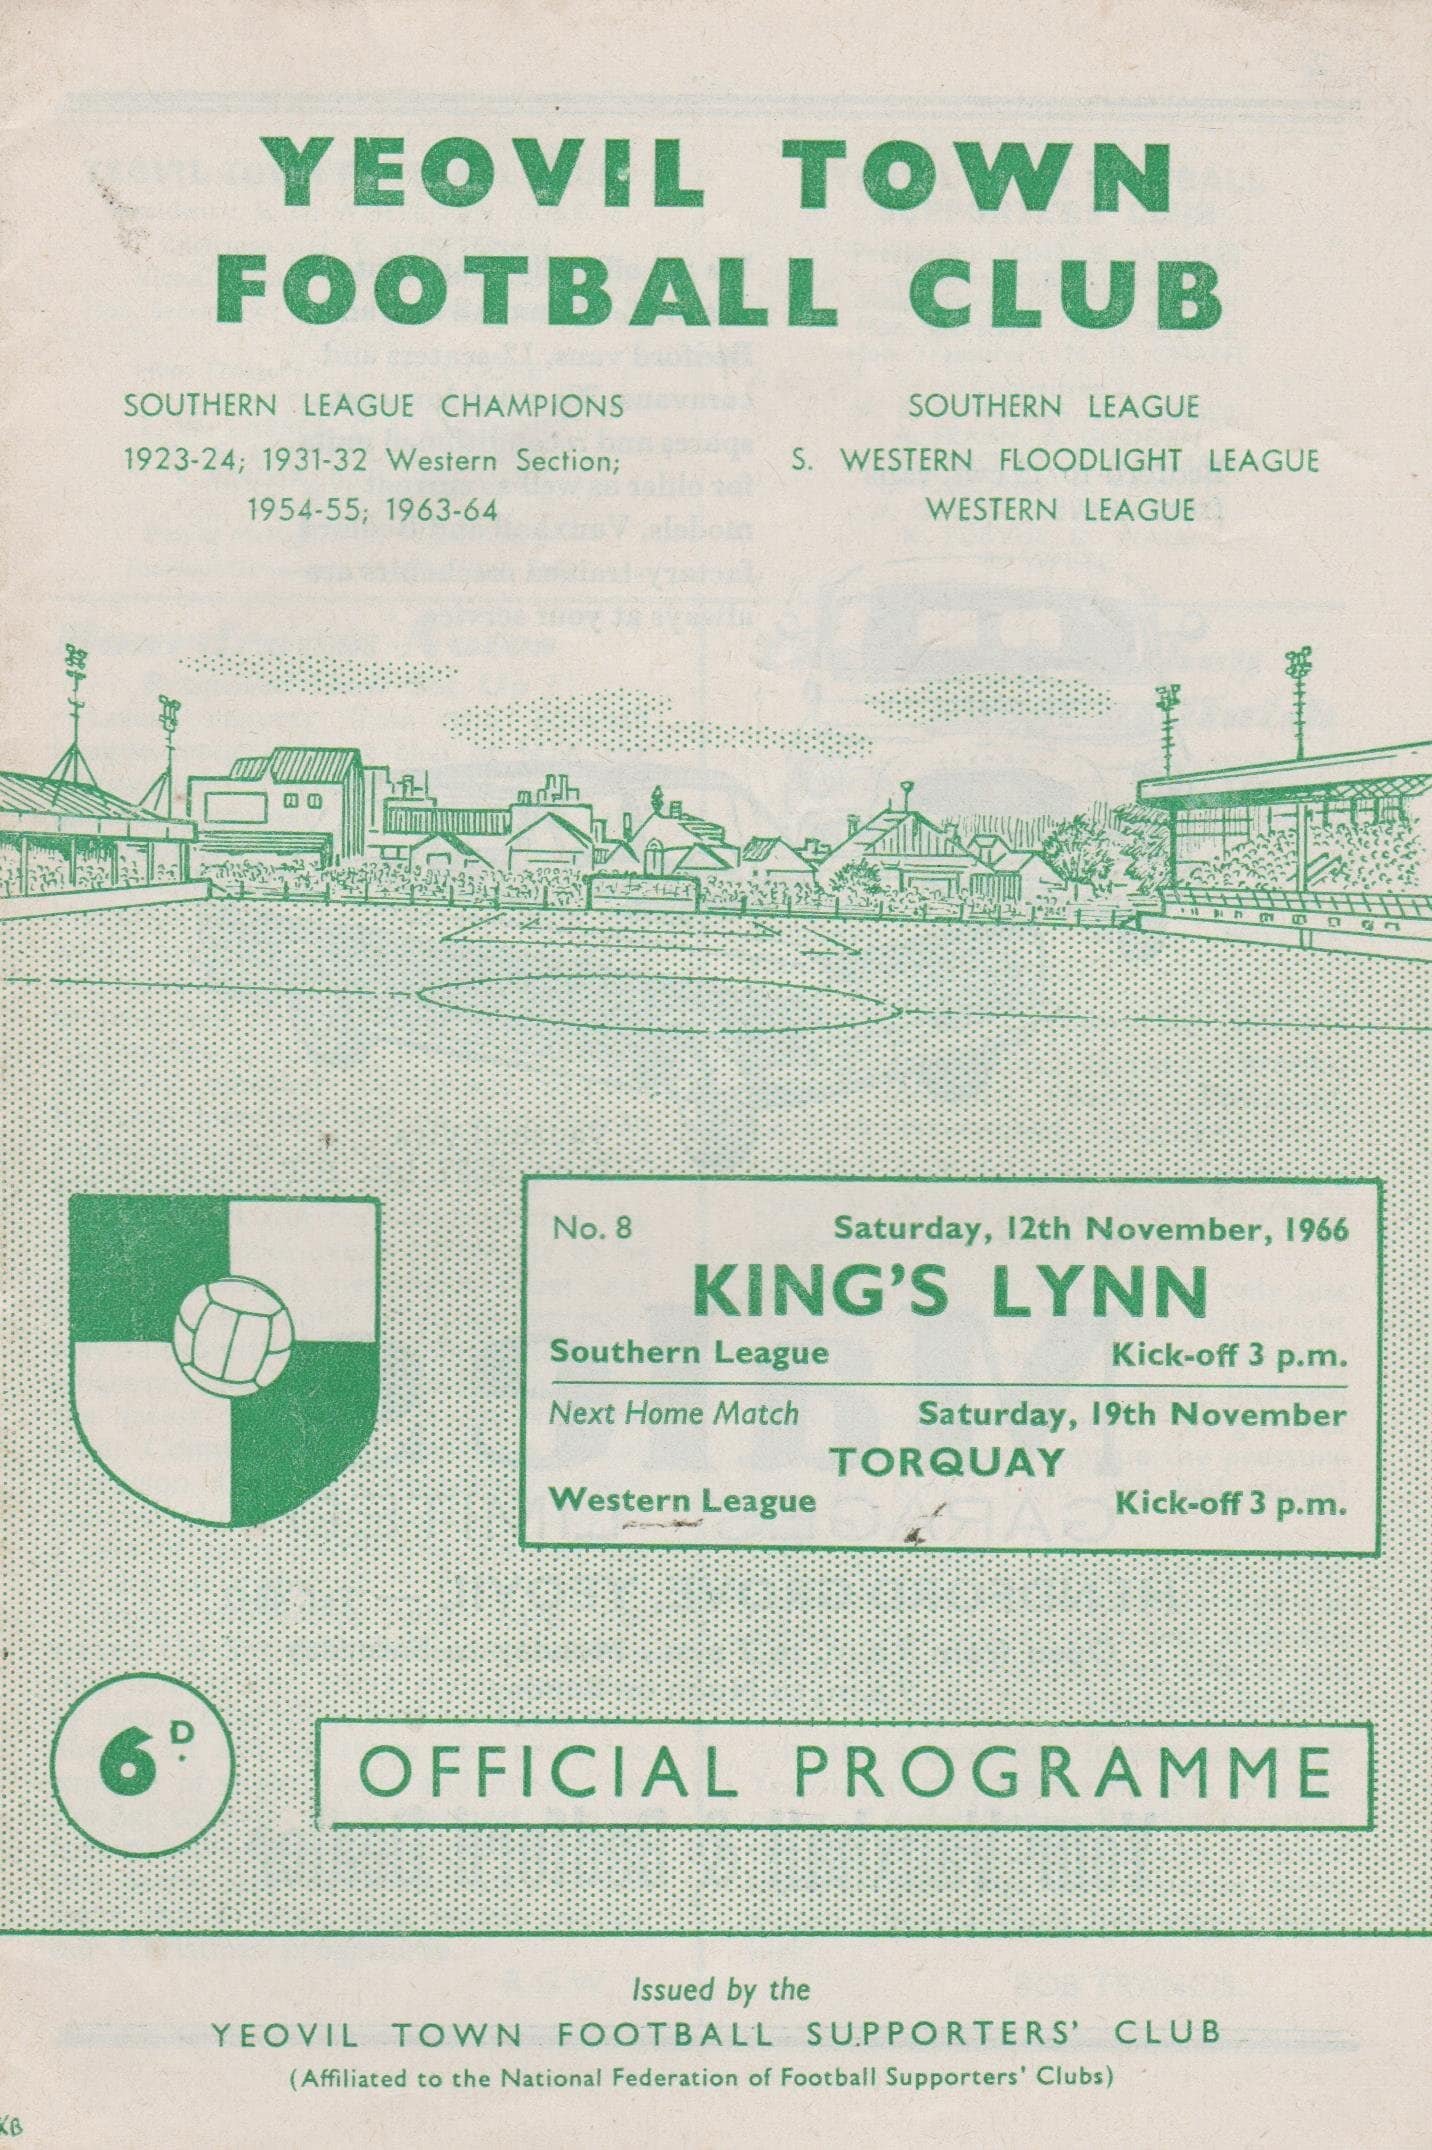 YEOVIL TOWN
FOOTBALL CLUB
SOUTHERN LEAGUE CHAMPIONS
1923-24; 1931-32 Western Section;
1954-55; 1963-64
SOUTHERN LEAGUE
S. WESTERN FLOODLIGHT LEAGUE
WESTERN LEAGUE
No. 8 Saturday, 12th November, 1966
KING'S LYNN
Southern League Kick-off 3 p.m.
Next Home Match Saturday, 19th November
TORQUAY
Western League Kick-off 3 p.m.
6D.
OFFICIAL PROGRAMME
Issued by the
YEOVIL TOWN FOOTBALL SUPPORTERS' CLUB
(Affiliated to the National Federation of Football Supporters' Clubs)